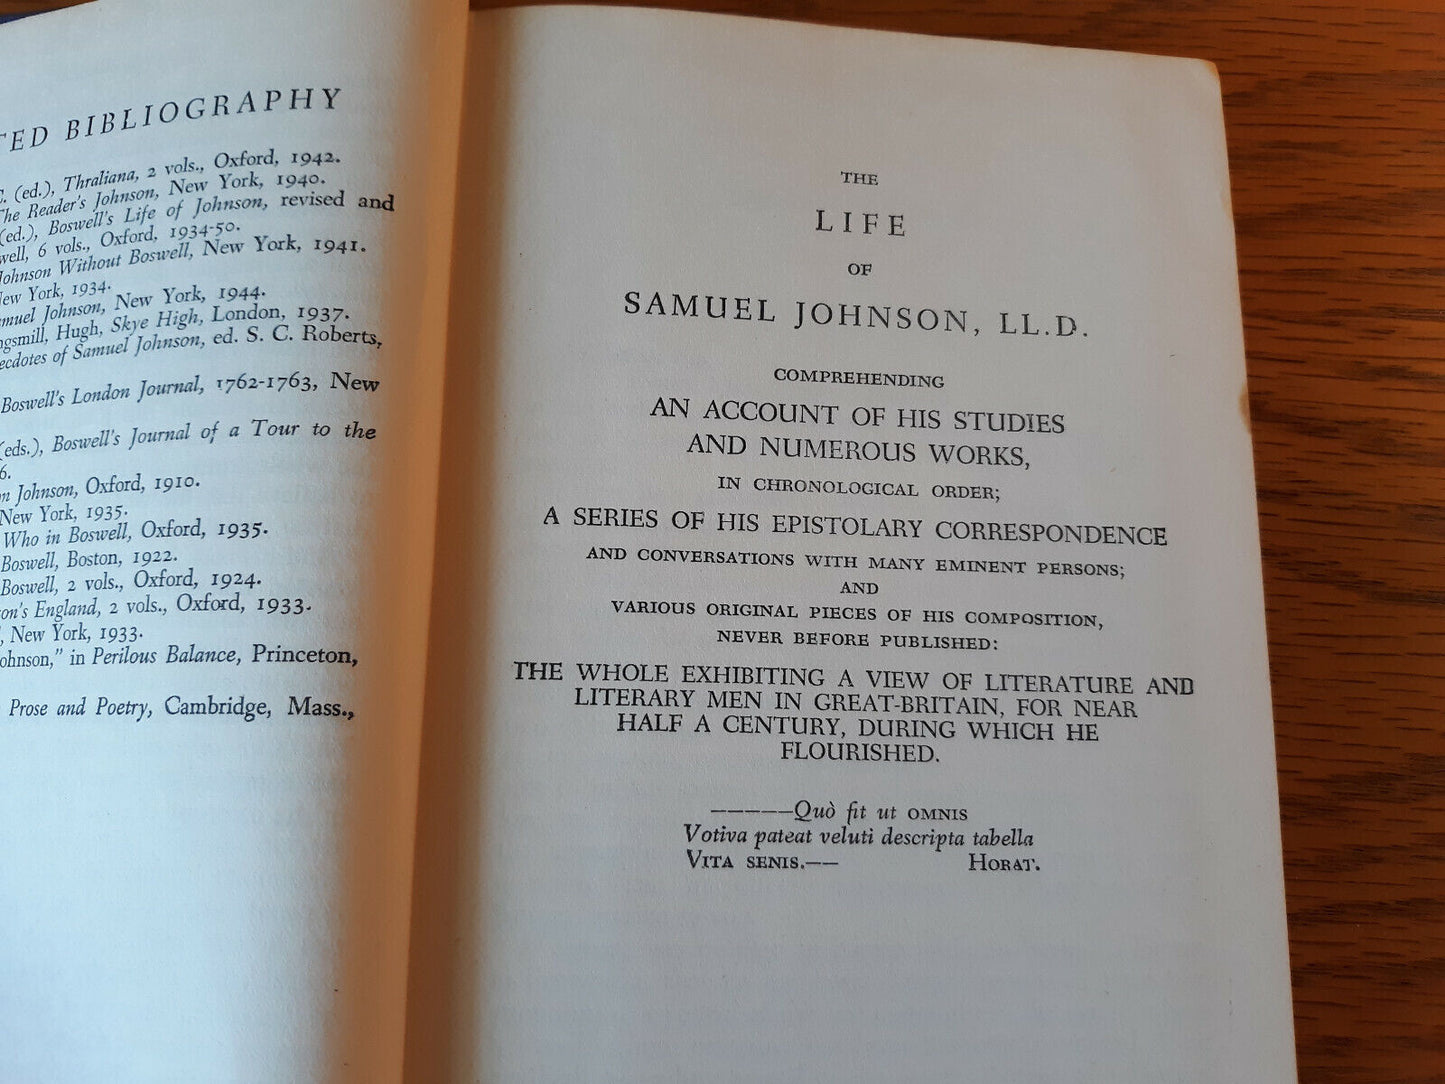 TED BIBLIOGRAPHY
C. (ed.), Thraliana, 2 vols., Oxford, 1942.
The Reader's Johnson, New York, 1940.
(ed.), Boswell's Life of Johnson, revised and
well, 6 vols., Oxford, 1934-50.
Johnson Without Boswell, New York, 1941.
New York, 1934.
muel Johnson, New York, 1944.
ngsmill, Hugh, Skye High, London, 1937.
ecdotes of Samuel Johnson, ed. S. C. Roberts,
Boswell's London Journal, 1762-1763, New
(eds.), Boswell's Journal of a Tour to the
6.
n Johnson, Oxford, 1910.
New York, 1935.
Who in Boswell, Oxford, 1935.
Boswell, Boston, 1922.
Boswell, 2 vols., Oxford, 1924.
son's England, 2 vols., Oxford, 1933.
, New York, 1933.
ohnson," in Perilous Balance, Princeton,
Prose and Poetry, Cambridge, Mass.,
THE
LIFE
OF
SAMUEL JOHNSON, LL.D.
COMPREHENDING
AN ACCOUNT OF HIS STUDIES
AND NUMEROUS WORKS,
IN CHRONOLOGICAL ORDER;
A SERIES OF HIS EPISTOLARY CORRESPONDENCE
AND CONVERSATIONS WITH MANY EMINENT PERSONS;
AND
VARIOUS ORIGINAL PIECES OF HIS COMPOSITION,
NEVER BEFORE PUBLISHED:
THE WHOLE EXHIBITING A VIEW OF LITERATURE AND
LITERARY MEN IN GREAT-BRITAIN, FOR NEAR
HALF A CENTURY, DURING WHICH HE
FLOURISHED.
—————Quò fit ut OMNIS
Votiva pateat veluti descripta tabella
VITA SENIS.—— HORAT.